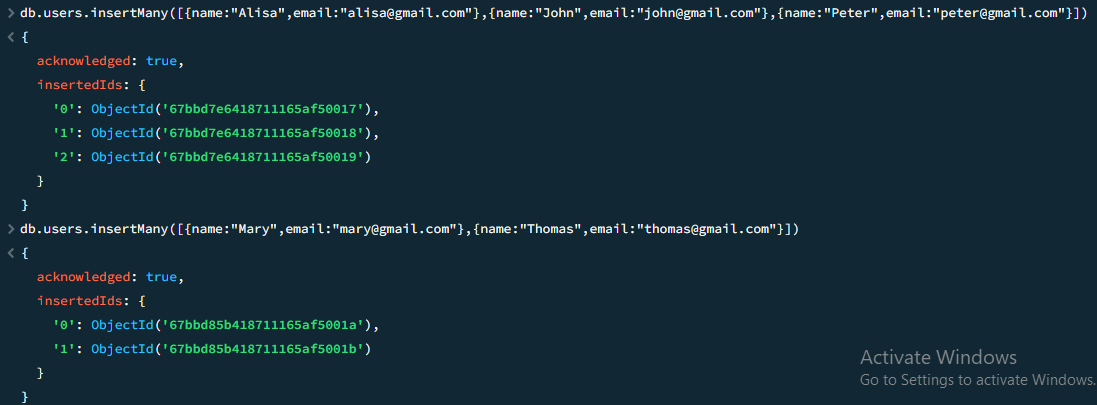 > db.users.insertMany([{name:"Alisa",email:"alisa@gmail.com"},{name:"John",email:"john@gmail.com"},{name:"Peter",email:"peter@gmail.com"}])
< {
acknowledged: true,
insertedIds: {
'0': ObjectId('67bbd7e6418711165af50017'),
'1': ObjectId('67bbd7e6418711165af50018'),
'2': ObjectId('67bbd7e6418711165af50019')
}
}
> db.users.insertMany([{name:"Mary",email:"mary@gmail.com"},{name:"Thomas",email:"thomas@gmail.com"}])
< {
acknowledged: true,
insertedIds: {
'0': ObjectId('67bbd85b418711165af5001a'),
'1': ObjectId('67bbd85b418711165af5001b')
}
}
Activate Windows
Go to Settings to activate Windows.